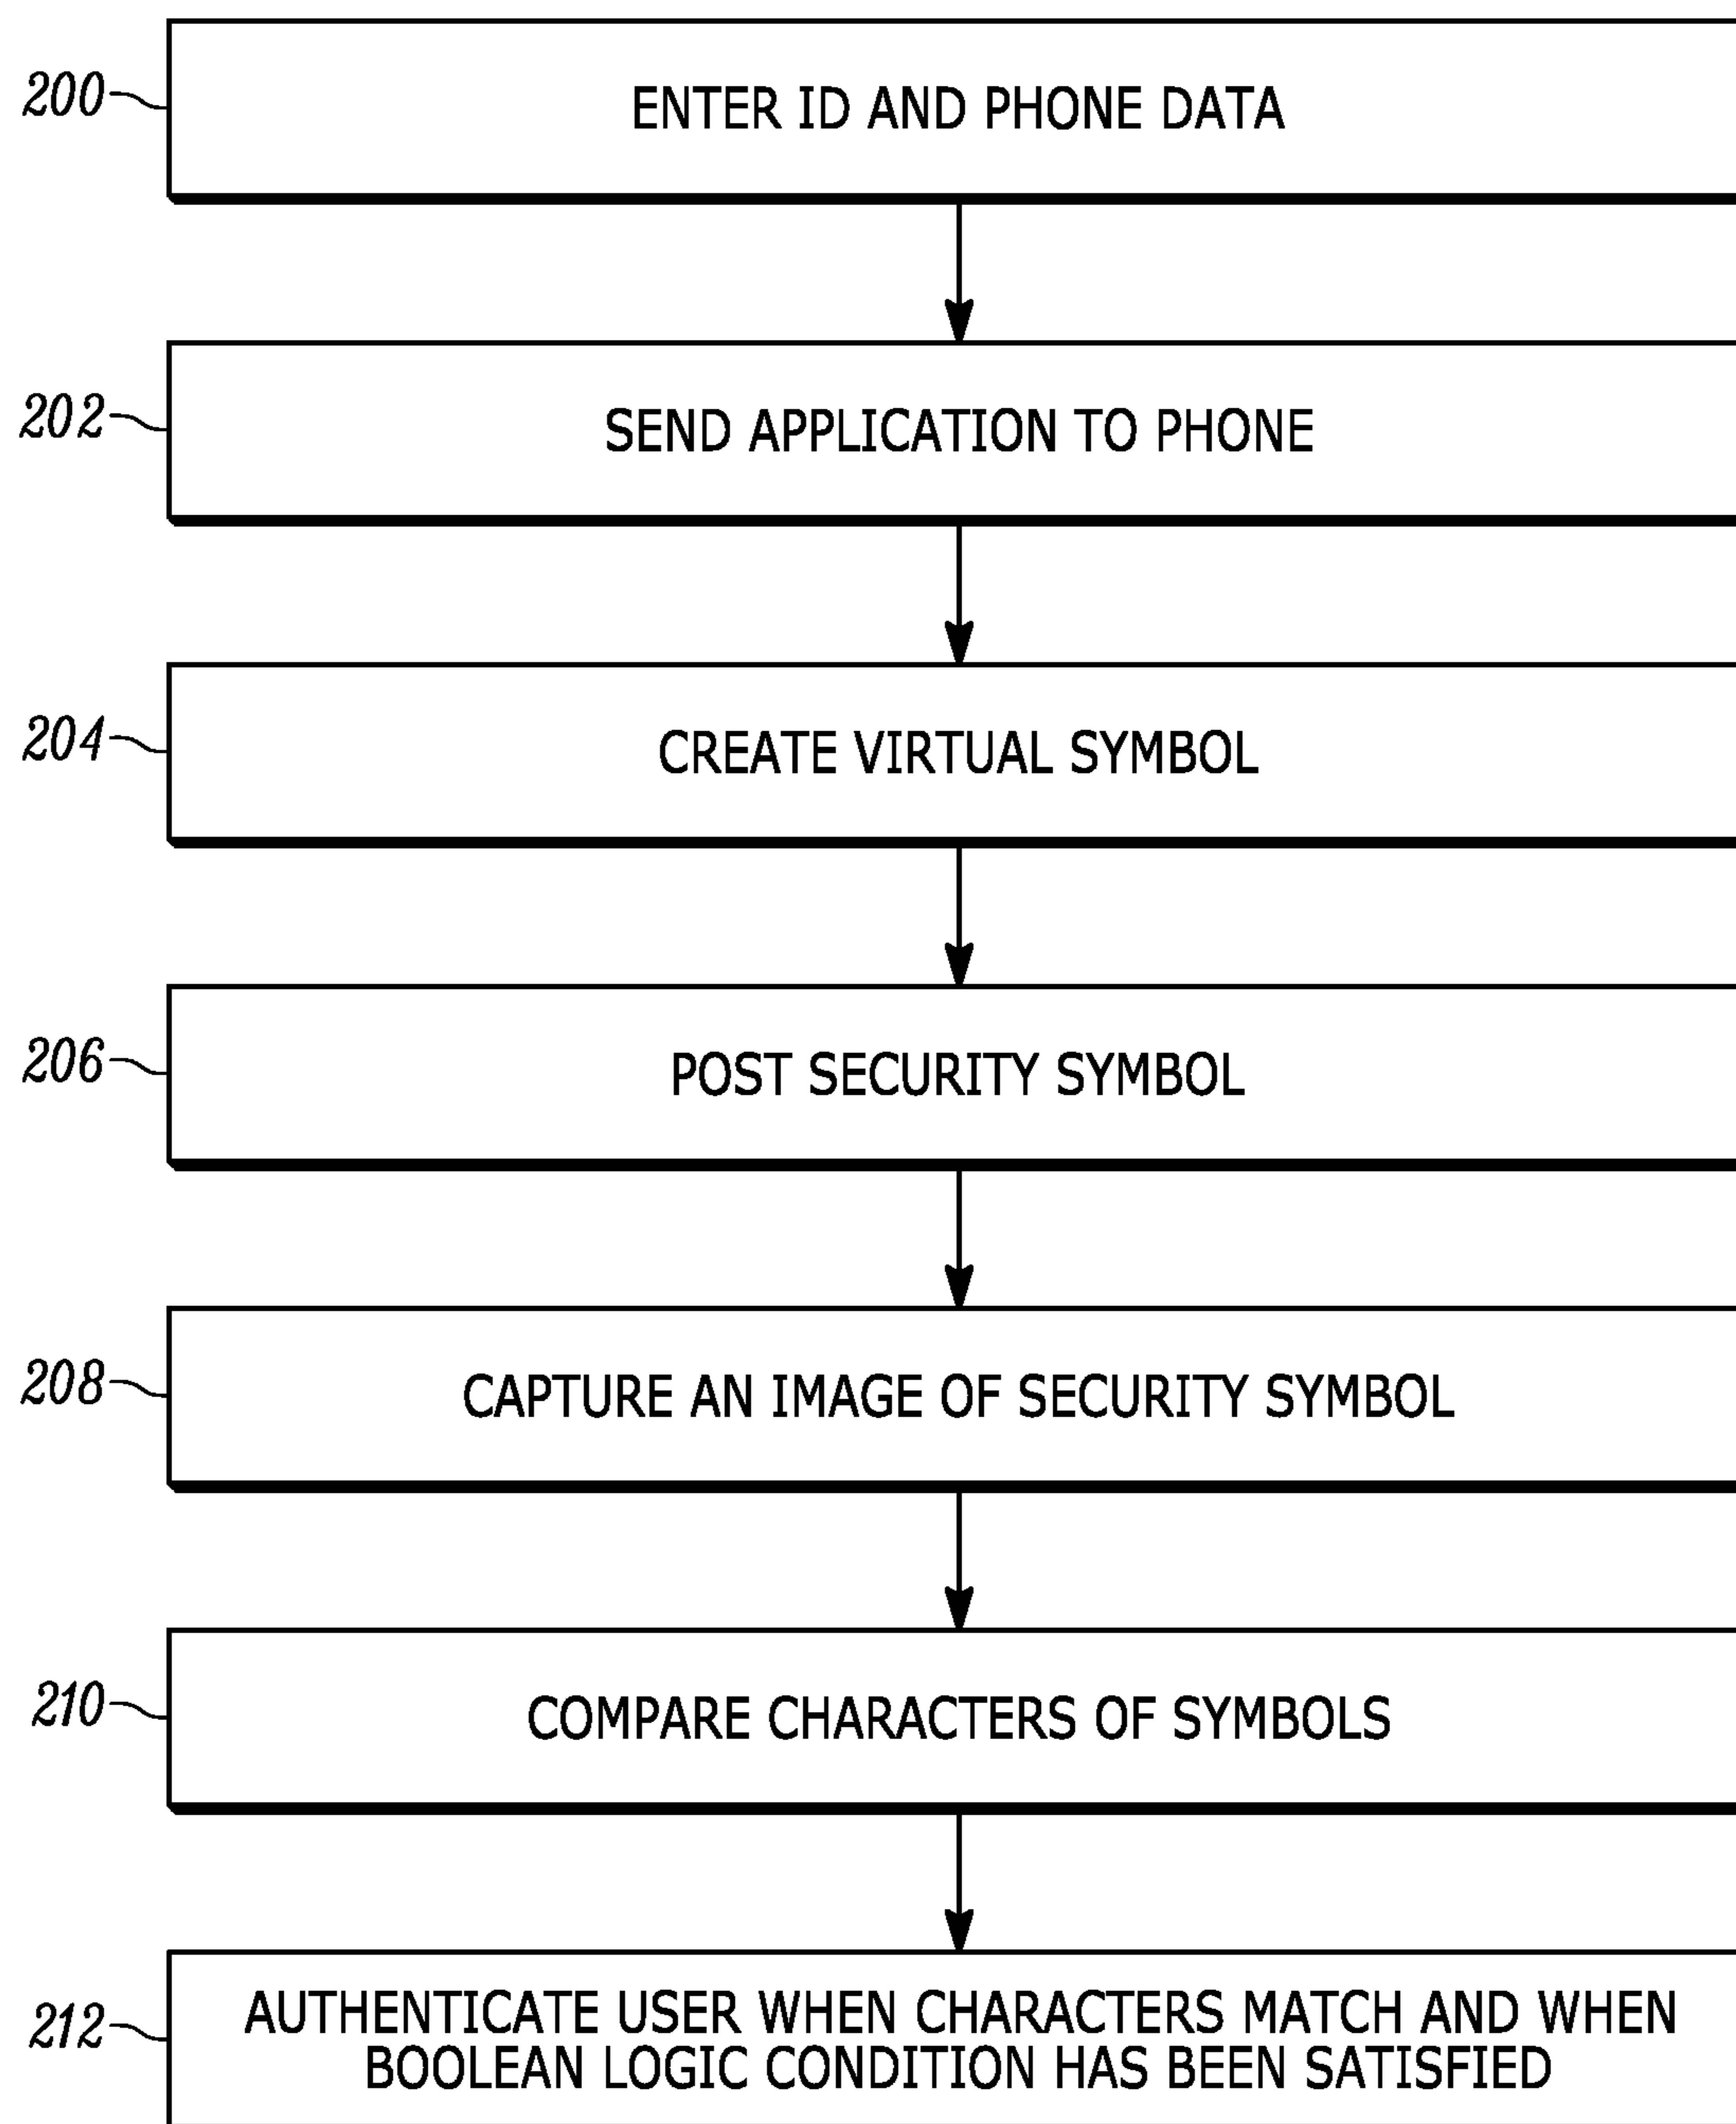 200 ENTER ID AND PHONE DATA
202 SEND APPLICATION TO PHONE
204 CREATE VIRTUAL SYMBOL
206 POST SECURITY SYMBOL
208 CAPTURE AN IMAGE OF SECURITY SYMBOL
210 COMPARE CHARACTERS OF SYMBOLS
212 AUTHENTICATE USER WHEN CHARACTERS MATCH AND WHEN
BOOLEAN LOGIC CONDITION HAS BEEN SATISFIED